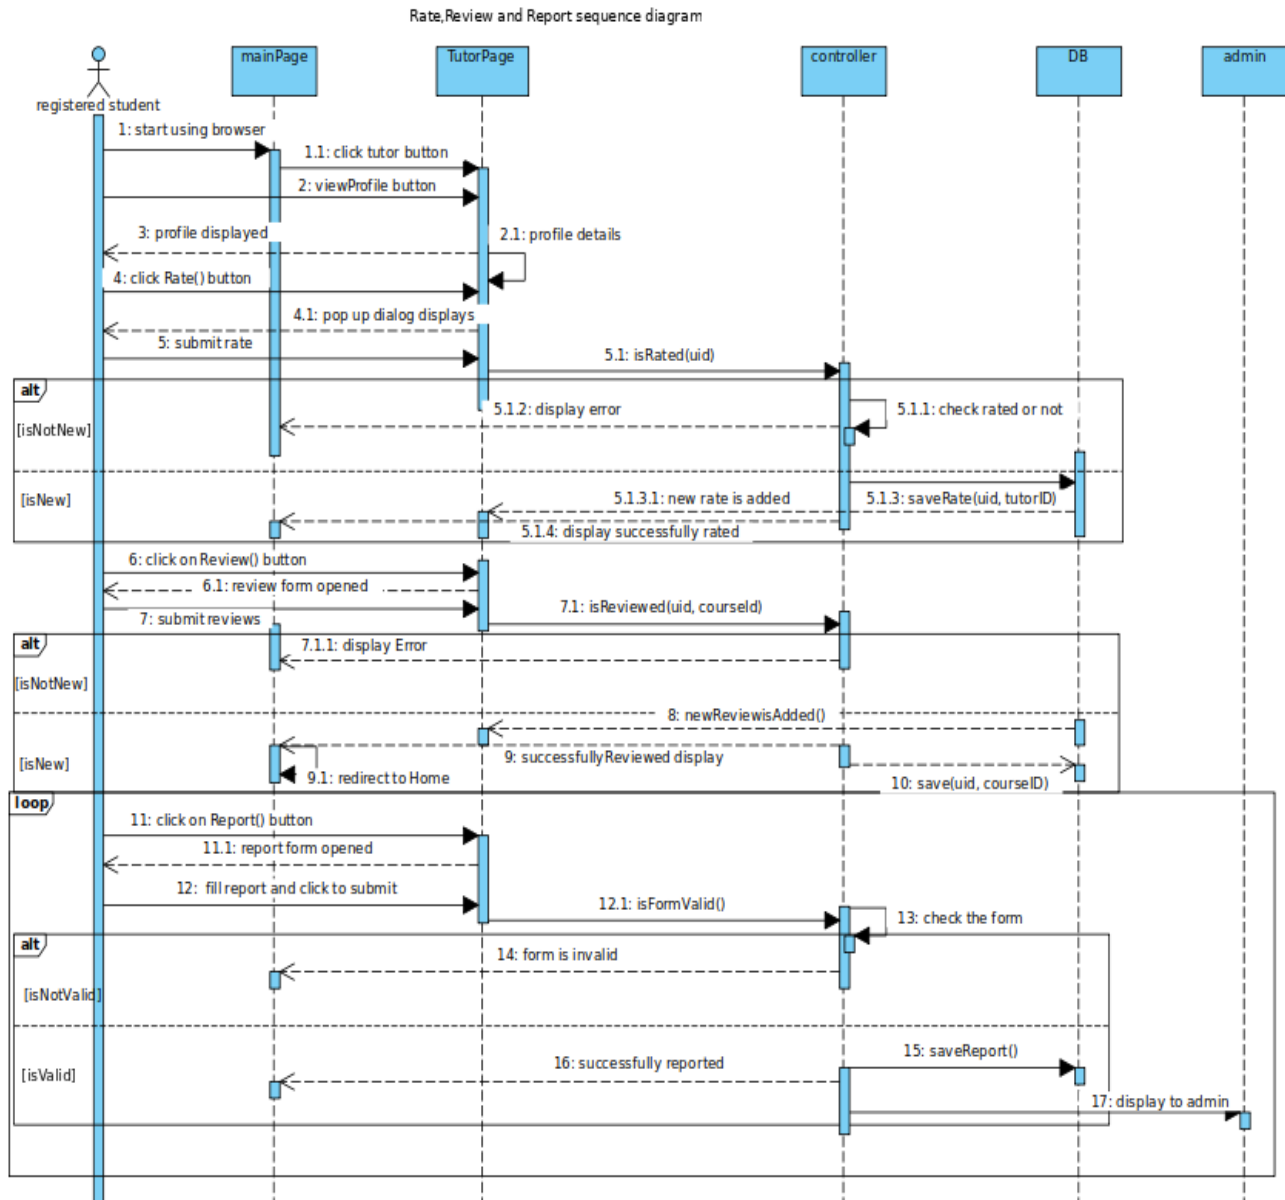 Rate,Review and Report sequence diagram
mainPage
TutorPage
controller
DB
admin
registered student
1: start using browser
1.1: click tutor button
2: viewProfile button
3: profile displayed
2.1: profile details
4: click Rate() button
4.1: pop up dialog displays
5: submit rate
5.1: isRated(uid)
alt
5.1.2: display error
5.1.1: check rated or not
[isNotNew]
[isNew]
5.1.3.1: new rate is added
5.1.3: saveRate(uid, tutorID)
5.1.4: display successfully rated
6: click on Review() button
6.1: review form opened
7: submit reviews
7.1: isReviewed(uid, courseId)
alt
7.1.1: display Error
[isNotNew]
8: newReviewisAdded()
[isNew]
9: successfullyReviewed display
9.1: redirect to Home
10: save(uid, courseID)
loop
11: click on Report() button
11.1: report form opened
12: fill report and click to submit
12.1: isFormValid()
13: check the form
alt
14: form is invalid
[isNotValid]
15: saveReport()
16: successfully reported
[isValid]
17: display to admin